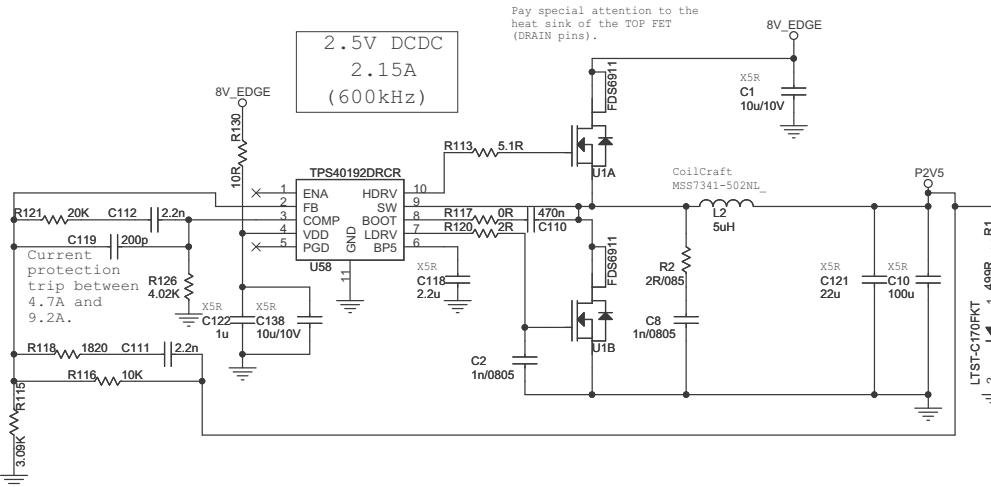 Pay special attention to the
heat sink of the TOP FET
(DRAIN pins).
2.5V DCDC
2.15A
(600kHz)
8V_EDGE
8V_EDGE
X5R
C1
10u/10V
FDS6911
U1A
R130
10R
R113 5.1R
TPS40192DRCR
1 ENA HDRV 10
2 FB SW 9
3 COMP BOOT 8
4 VDD LDRV 7
5 PGD BP5 6
GND
11
U58
R121 20K C112 2.2n
C119 200p
Current
protection
trip between
4.7A and
9.2A.
R126
4.02K
X5R
C122
1u
X5R
C138
10u/10V
R117 0R 470n
C110
R120 2R
X5R
C118
2.2u
CoilCraft
MSS7341-502NL_
L2
5uH
P2V5
FDS6911
U1B
R2
2R/085
C8
1n/0805
C2
1n/0805
X5R
C121
22u
X5R
C10
100u
R1
499R
1
LTST-C170FKT
2
R118 1820 C111 2.2n
R116 10K
R115
3.09K